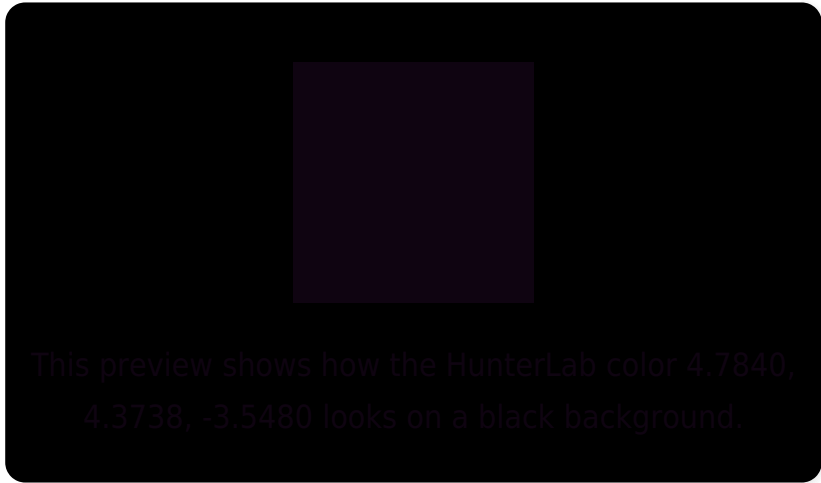 This preview shows how the HunterLab color 4.7840,
4.3738, -3.5480 looks on a black background.